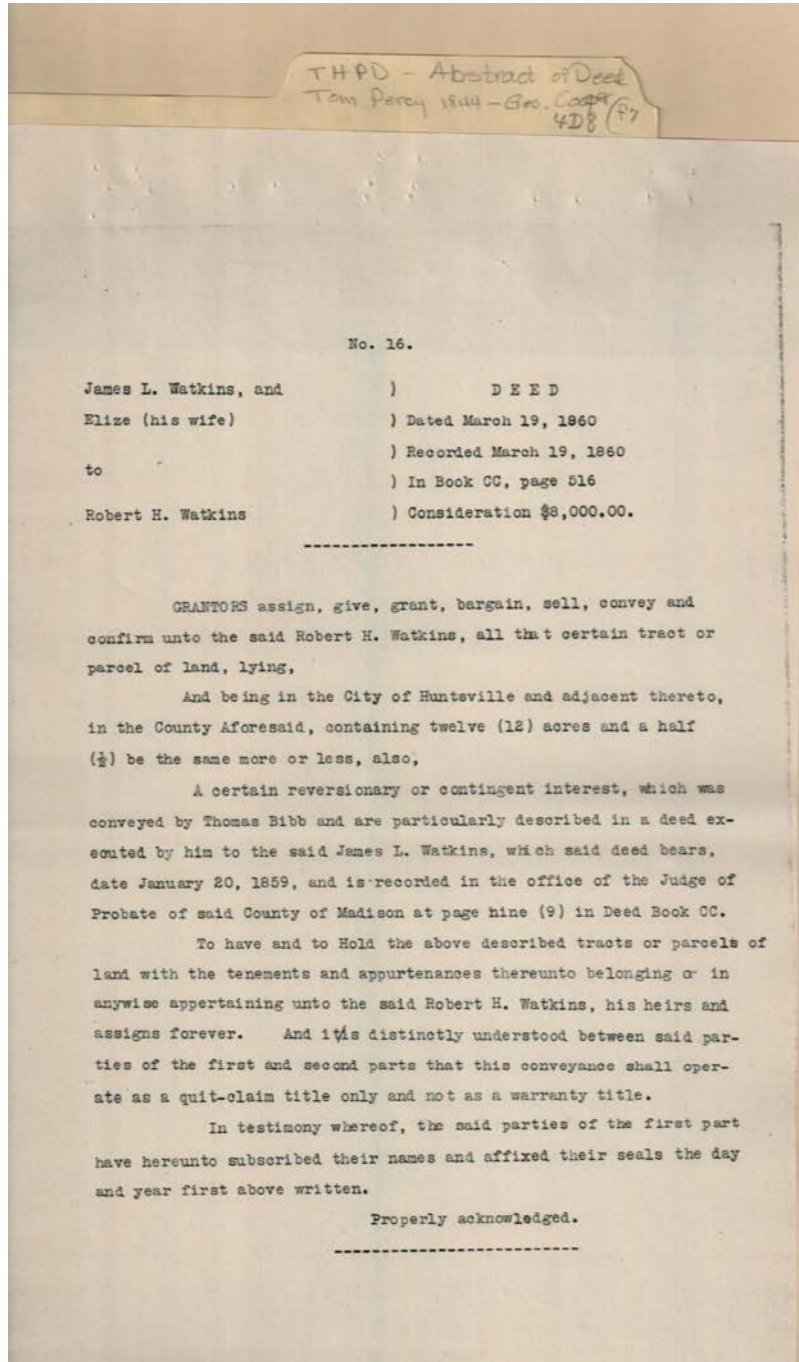 THPD - Abstract of Deed
Tom Percy 1844 - Geo.
4D8 (f7
No. 16.
James L. Watkins, and ) D E E D
Elize (his wife) ) Dated March 19, 1860
) Recorded March 19, 1860
to
) In Book CC, page 516
Robert H. Watkins ) Consideration $8,000.00.
-------------------
GRANTORS assign, give, grant, bargain, sell, convey and
confirm unto the said Robert H. Watkins, all that certain tract or
parcel of land, lying,
And being in the City of Huntsville and adjacent thereto,
in the County Aforesaid, containing twelve (12) acres and a half
(½) be the same more or less, also,
A certain reversionary or contingent interest, which was
conveyed by Thomas Bibb and are particularly described in a deed ex-
ecuted by him to the said James L. Watkins, which said deed bears,
date January 20, 1859, and is recorded in the office of the Judge of
Probate of said County of Madison at page hine (9) in Deed Book CC.
To have and to Hold the above described tracts or parcels of
land with the tenements and appurtenances thereunto belonging or in
anywise appertaining unto the said Robert H. Watkins, his heirs and
assigns forever. And it is distinctly understood between said par-
ties of the first and second parts that this conveyance shall oper-
ate as a quit-claim title only and not as a warranty title.
In testimony whereof, the said parties of the first part
have hereunto subscribed their names and affixed their seals the day
and year first above written.
Properly acknowledged.
---------------------------